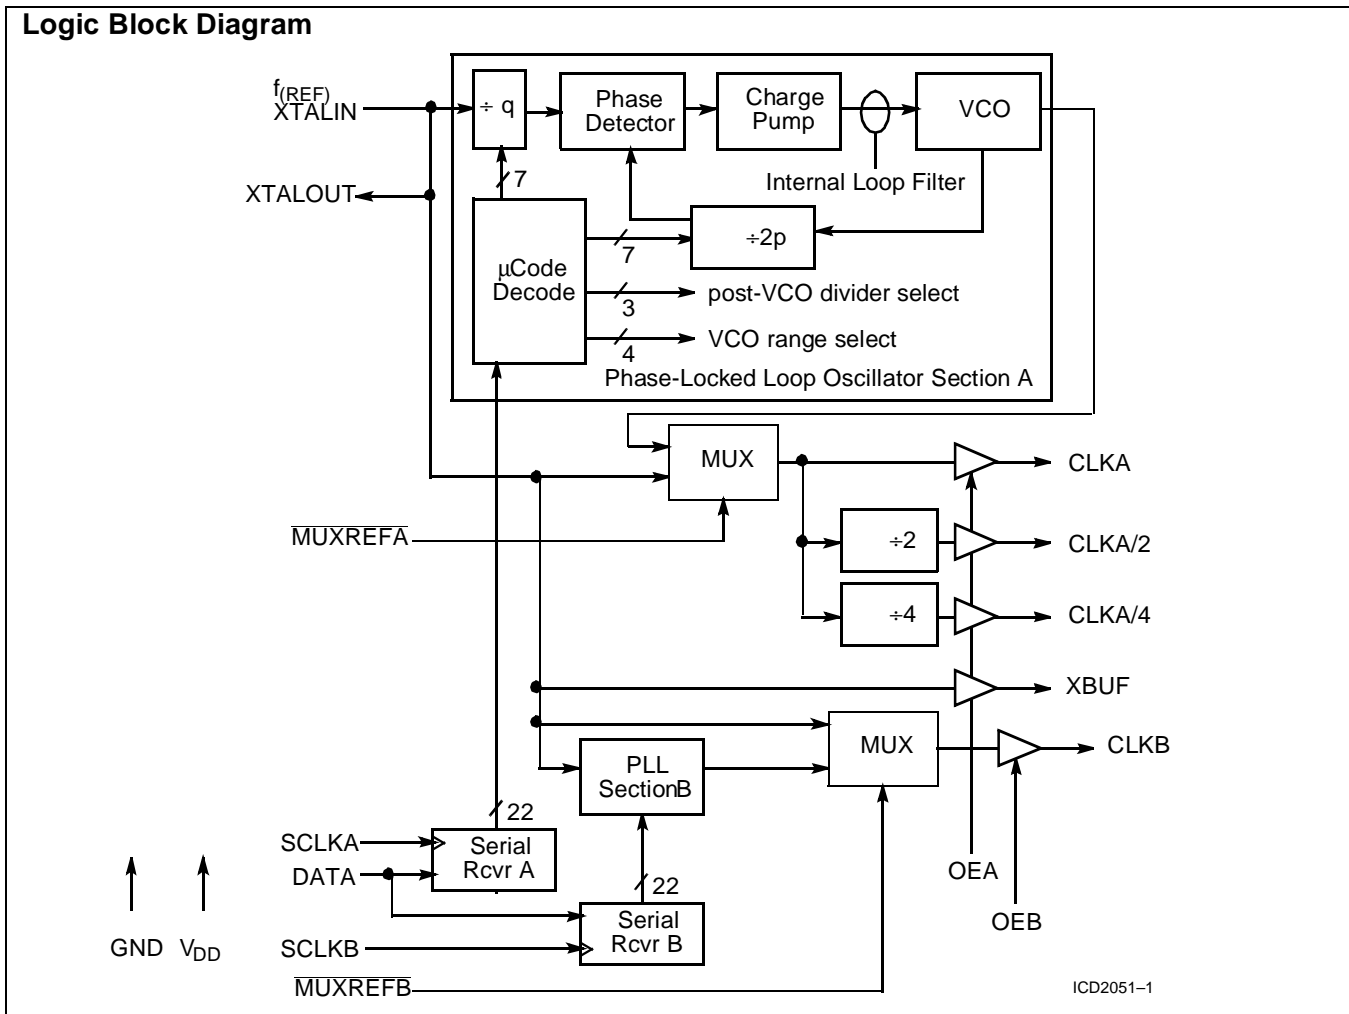 Logic Block Diagram
f(REF)
XTALIN
÷ q
Phase
Detector
Charge
Pump
VCO
7
Internal Loop Filter
XTALOUT
÷2p
7
μCode
Decode
post-VCO divider select
3
VCO range select
4
Phase-Locked Loop Oscillator Section A
MUX
CLKA
MUXREFA
÷2
CLKA/2
÷4
CLKA/4
XBUF
MUX
CLKB
PLL
SectionB
22
SCLKA
Serial
Rcvr A
DATA
OEA
22
OEB
Serial
Rcvr B
GND
VDD
SCLKB
MUXREFB
ICD2051–1